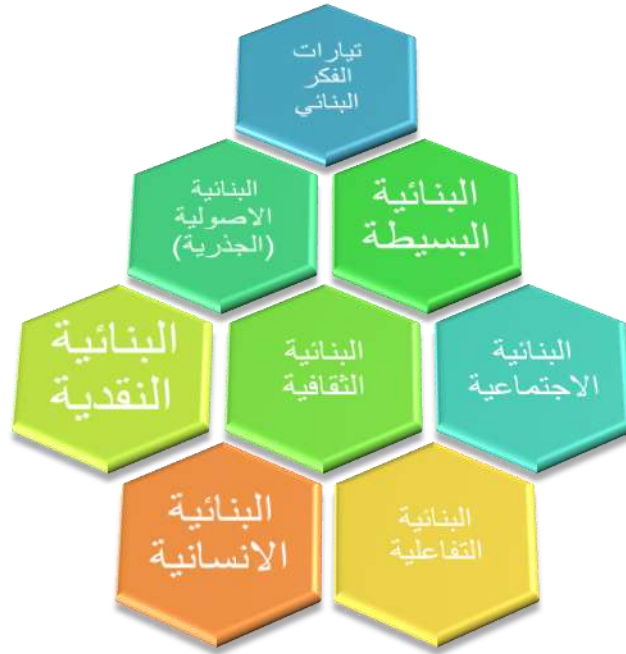 تيارات
الفكر
البنائي
البنائية
البسيطة
البنائية
الاصولية
(الجذرية)
البنائية
الاجتماعية
البنائية
الثقافية
البنائية
النقدية
البنائية
التفاعلية
البنائية
الانسانية